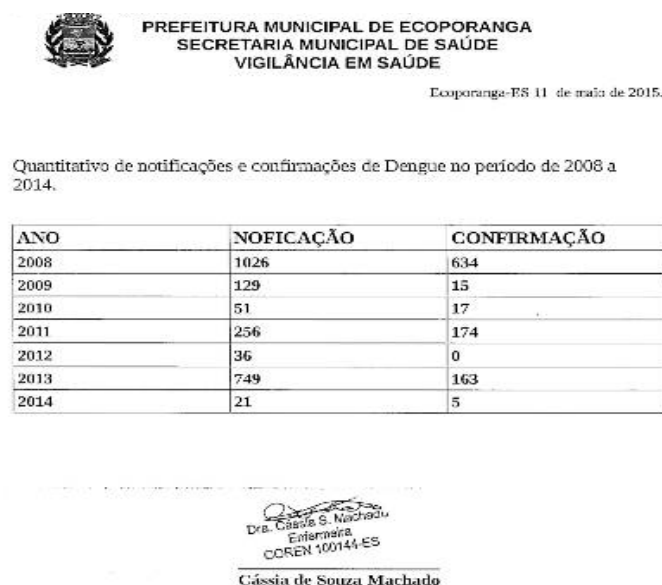 PREFEITURA MUNICIPAL DE ECOPORANGA
SECRETARIA MUNICIPAL DE SAÚDE
VIGILÂNCIA EM SAÚDE
Ecoporanga-ES 11 de maio de 2015.
Quantitativo de notificações e confirmações de Dengue no período de 2008 a
2014.
ANO NOFICAÇÃO CONFIRMAÇÃO
2008 1026 634
2009 129 15
2010 51 17
2011 256 174
2012 36 0
2013 749 163
2014 21 5
Dra. Cássia S. Machado
Enfermeira
COREN 100144-ES
Cássia de Souza Machado